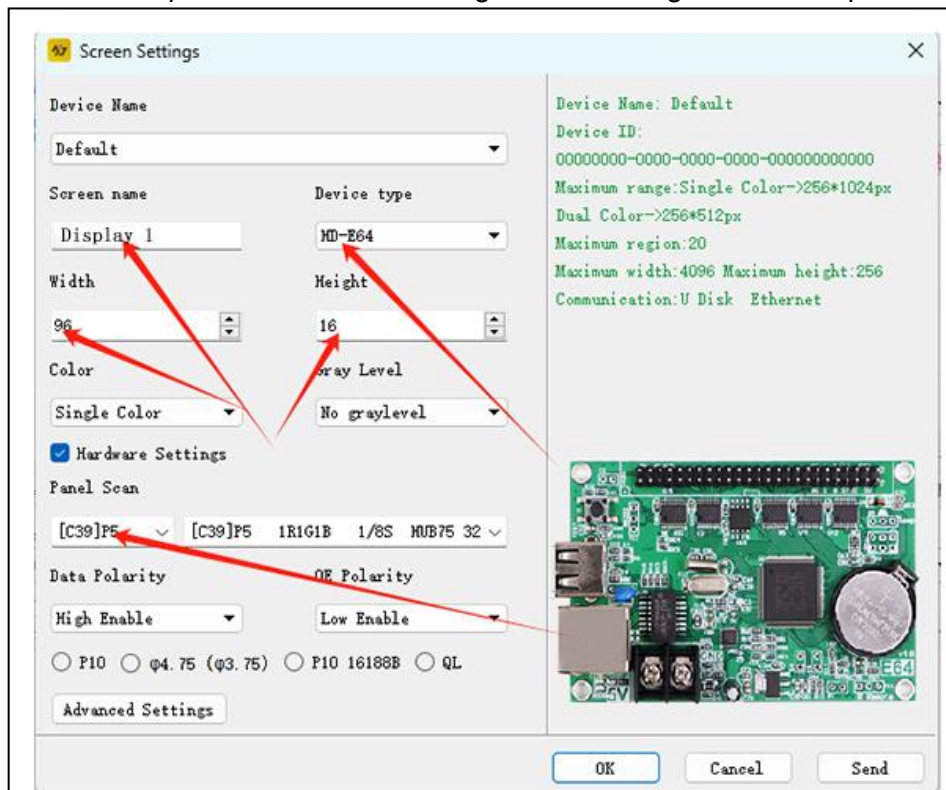 Screen Settings
Device Name
Default
Screen name Device type
Display 1 HD-E64
Width Height
96 16
Color Gray Level
Single Color No graylevel
Hardware Settings
Panel Scan
[C39]P5 [C39]P5 1R1G1B 1/8S HUB75 32
Data Polarity OE Polarity
High Enable Low Enable
P10 φ4.75 (φ3.75) P10 16188B QL
Advanced Settings
Device Name: Default
Device ID:
00000000-0000-0000-0000-000000000000
Maximum range:Single Color->256*1024px
Dual Color->256*512px
Maximum region:20
Maximum width:4096 Maximum height:256
Communication:U Disk Ethernet
GND
5V
E64
OK Cancel Send